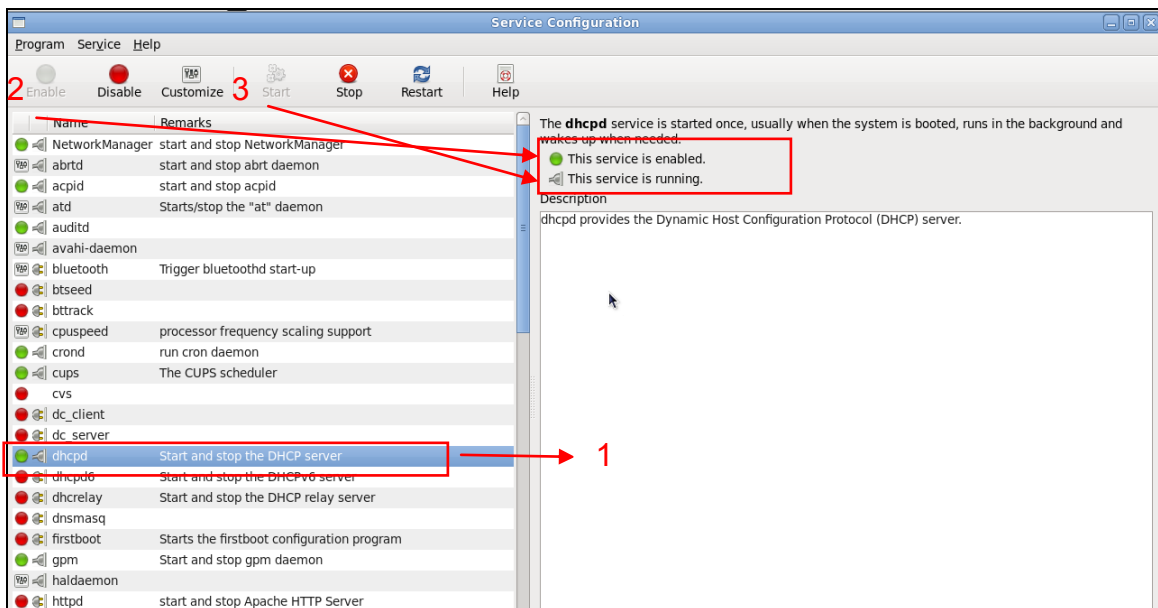 Service Configuration
Program Service Help
2 Enable Disable Customize 3 Start Stop Restart Help
Name Remarks
NetworkManager start and stop NetworkManager
abrtd start and stop abrt daemon
acpid start and stop acpid
atd Starts/stop the "at" daemon
auditd
avahi-daemon
bluetooth Trigger bluetoothd start-up
btseed
bttrack
cpuspeed processor frequency scaling support
crond run cron daemon
cups The CUPS scheduler
cvs
dc_client
dc_server
dhcpd Start and stop the DHCP server
1
dhcpd6 Start and stop the DHCPv6 server
dhcrelay Start and stop the DHCP relay server
dnsmasq
firstboot Starts the firstboot configuration program
gpm Start and stop gpm daemon
haldaemon
httpd start and stop Apache HTTP Server
The dhcpd service is started once, usually when the system is booted, runs in the background and
wakes up when needed.
This service is enabled.
This service is running.
Description
dhcpd provides the Dynamic Host Configuration Protocol (DHCP) server.